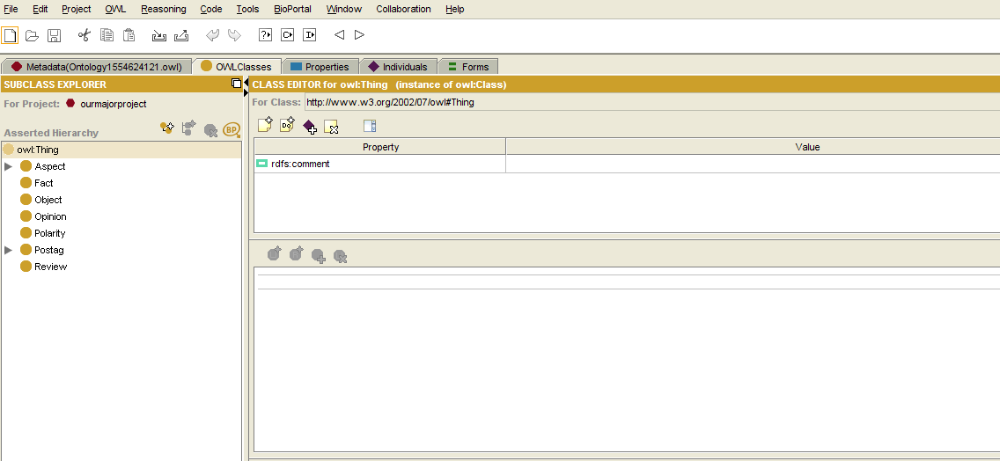 File Edit Project OWL Reasoning Code Tools BioPortal Window Collaboration Help
Metadata(Ontology1554624121.owl) OWLClasses Properties Individuals Forms
SUBCLASS EXPLORER
CLASS EDITOR for owl:Thing (instance of owl:Class)
For Project: ourmajorproject
For Class: http://www.w3.org/2002/07/owl#Thing
Asserted Hierarchy
BP
Property Value
owl:Thing
rdfs:comment
Aspect
Fact
Object
Opinion
Polarity
Postag
Review